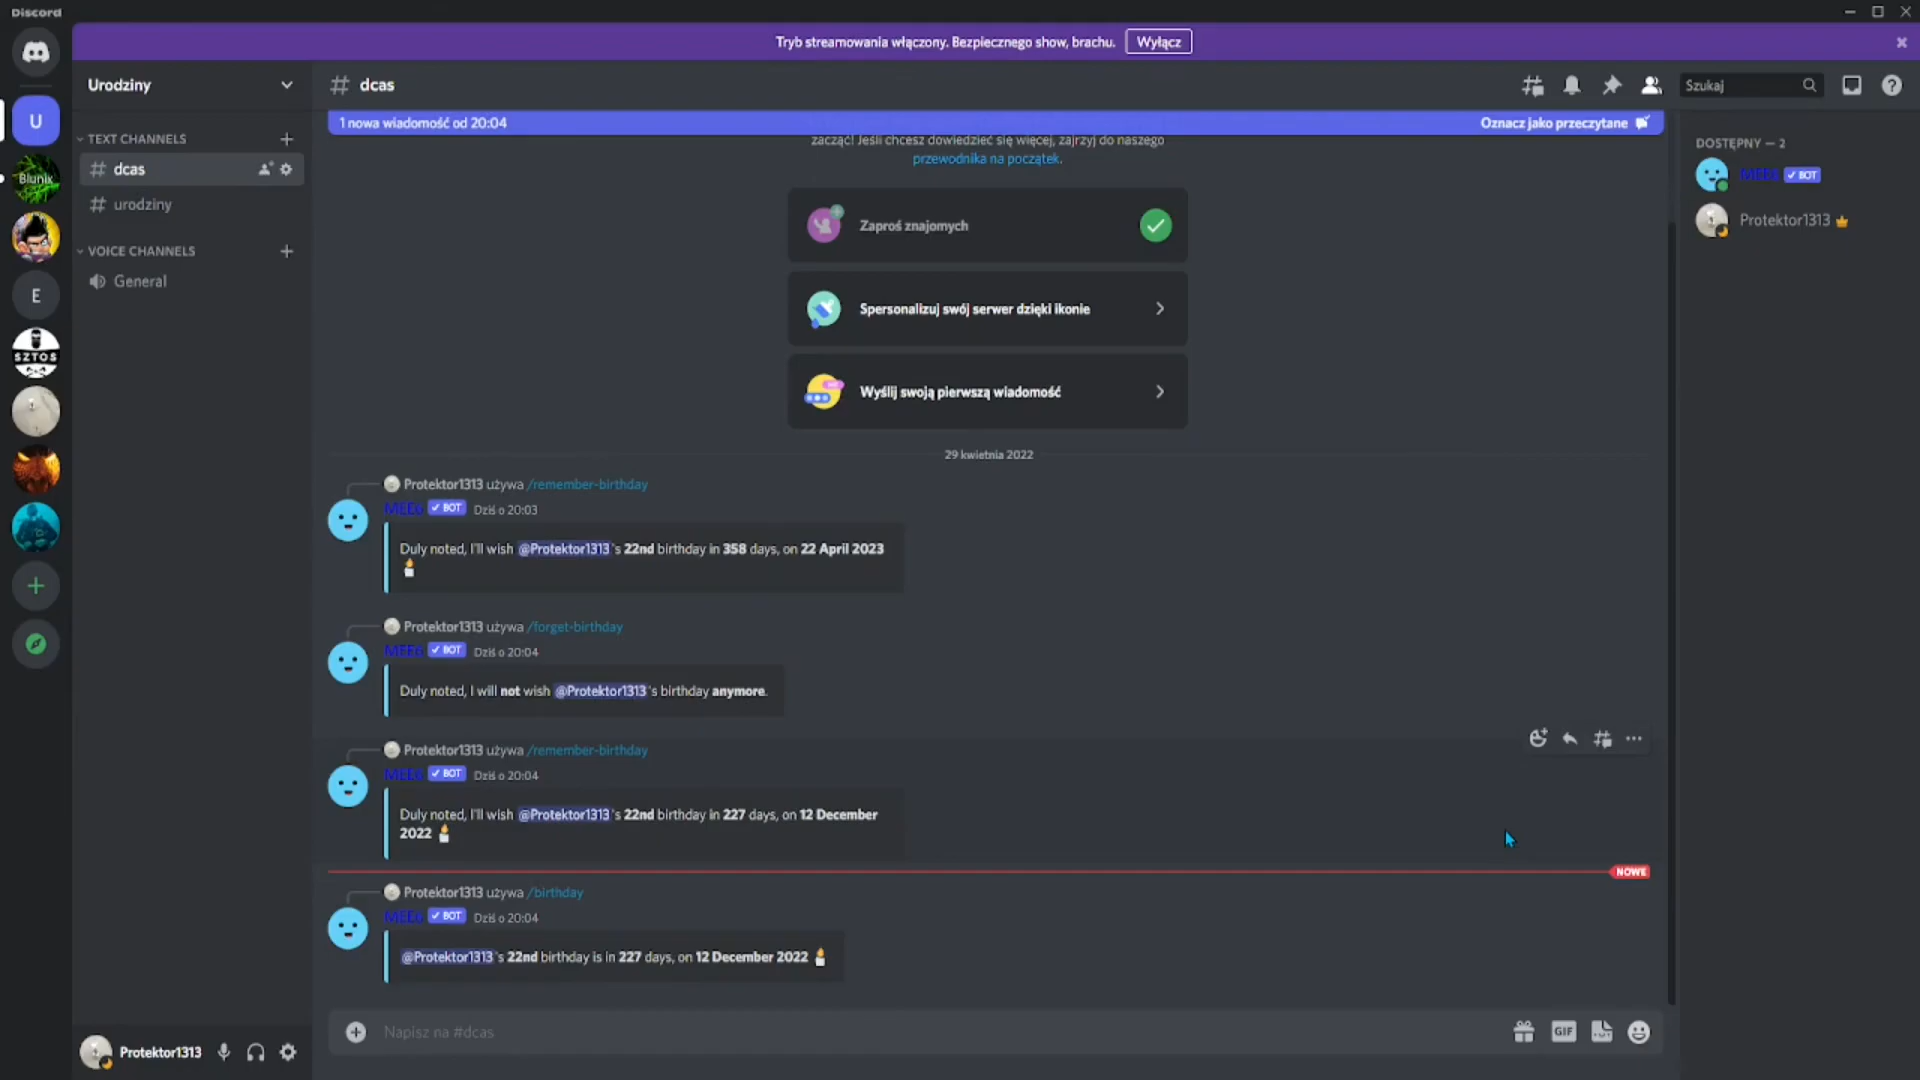 Discord
Tryb streamowania włączony. Bezpiecznego show, brachu. Wyłącz
Urodziny
dcas
Szukaj
1 nowa wiadomość od 20:04 Oznacz jako przeczytane
U
TEXT CHANNELS
dcas
urodziny
VOICE CHANNELS
General
Blunix
E
SZTOS
zacząć! Jeśli chcesz dowiedzieć się więcej, zajrzyj do naszego
przewodnika na początek.
Zaproś znajomych
Spersonalizuj swój serwer dzięki ikonie
Wyślij swoją pierwszą wiadomość
29 kwietnia 2022
Protektor1313 używa /remember-birthday
MEE6 BOT Dziś o 20:03
Duly noted, I'll wish @Protektor1313 's 22nd birthday in 358 days, on 22 April 2023
Protektor1313 używa /forget-birthday
MEE6 BOT Dziś o 20:04
Duly noted, I will not wish @Protektor1313 's birthday anymore.
Protektor1313 używa /remember-birthday
MEE6 BOT Dziś o 20:04
Duly noted, I'll wish @Protektor1313 's 22nd birthday in 227 days, on 12 December
2022
NOWE
Protektor1313 używa /birthday
MEE6 BOT Dziś o 20:04
@Protektor1313 's 22nd birthday is in 227 days, on 12 December 2022
Napisz na #dcas
GIF
Protektor1313
DOSTĘPNY — 2
MEE6 BOT
Protektor1313